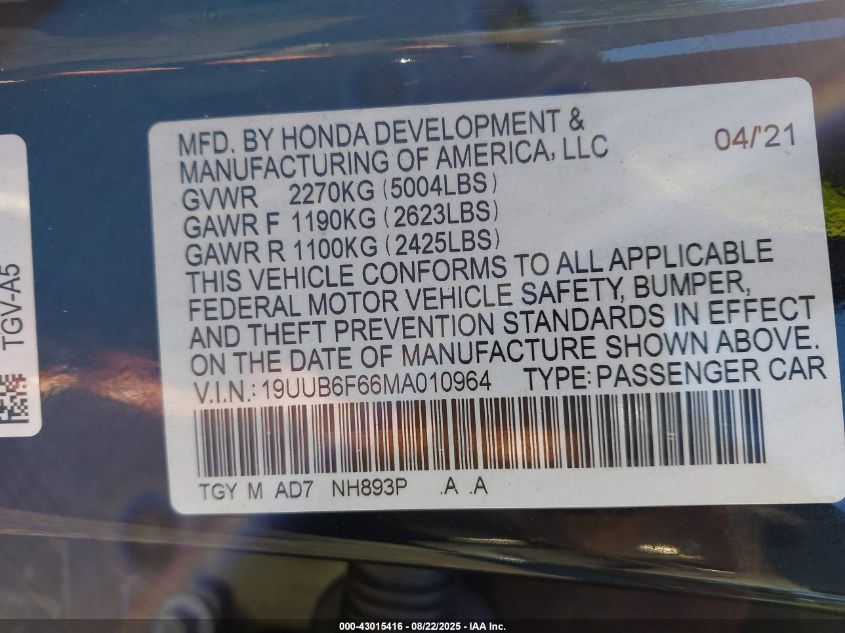 MFD. BY HONDA DEVELOPMENT &
MANUFACTURING OF AMERICA, LLC 04/'21
GVWR 2270KG (5004LBS)
GAWR F 1190KG (2623LBS)
GAWR R 1100KG (2425LBS)
THIS VEHICLE CONFORMS TO ALL APPLICABLE
FEDERAL MOTOR VEHICLE SAFETY, BUMPER,
AND THEFT PREVENTION STANDARDS IN EFFECT
ON THE DATE OF MANUFACTURE SHOWN ABOVE.
V.I.N.: 19UUB6F66MA010964 TYPE: PASSENGER CAR
TGY M AD7 NH893P .A .A
TGV-A5
000-43015416 - 08/22/2025 - IAA Inc.